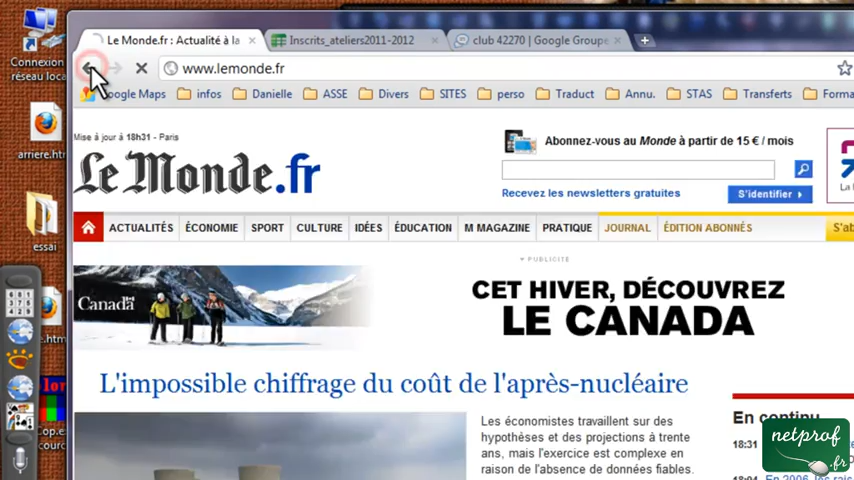 Connexion
réseau loca
Le Monde.fr : Actualité à la
Inscrits_ateliers2011-2012
club 42270 | Google Groupe
www.lemonde.fr
oogle Maps
infos
Danielle
ASSE
Divers
SITES
perso
Traduct
Annu.
STAS
Transferts
Forma
arriere.ht
essai
Mise à jour à 18h31 - Paris
Le Monde.fr
Abonnez-vous au Monde à partir de 15 € / mois
Recevez les newsletters gratuites
S'identifier
ACTUALITÉS
ÉCONOMIE
SPORT
CULTURE
IDÉES
ÉDUCATION
M MAGAZINE
PRATIQUE
JOURNAL
ÉDITION ABONNÉS
S'ab
PUBLICITÉ
Canada
CET HIVER, DÉCOUVREZ
LE CANADA
L'impossible chiffrage du coût de l'après-nucléaire
Les économistes travaillent sur des
hypothèses et des projections à trente
ans, mais l'exercice est complexe en
raison de l'absence de données fiables.
En continu
18:31
netprof
.fr